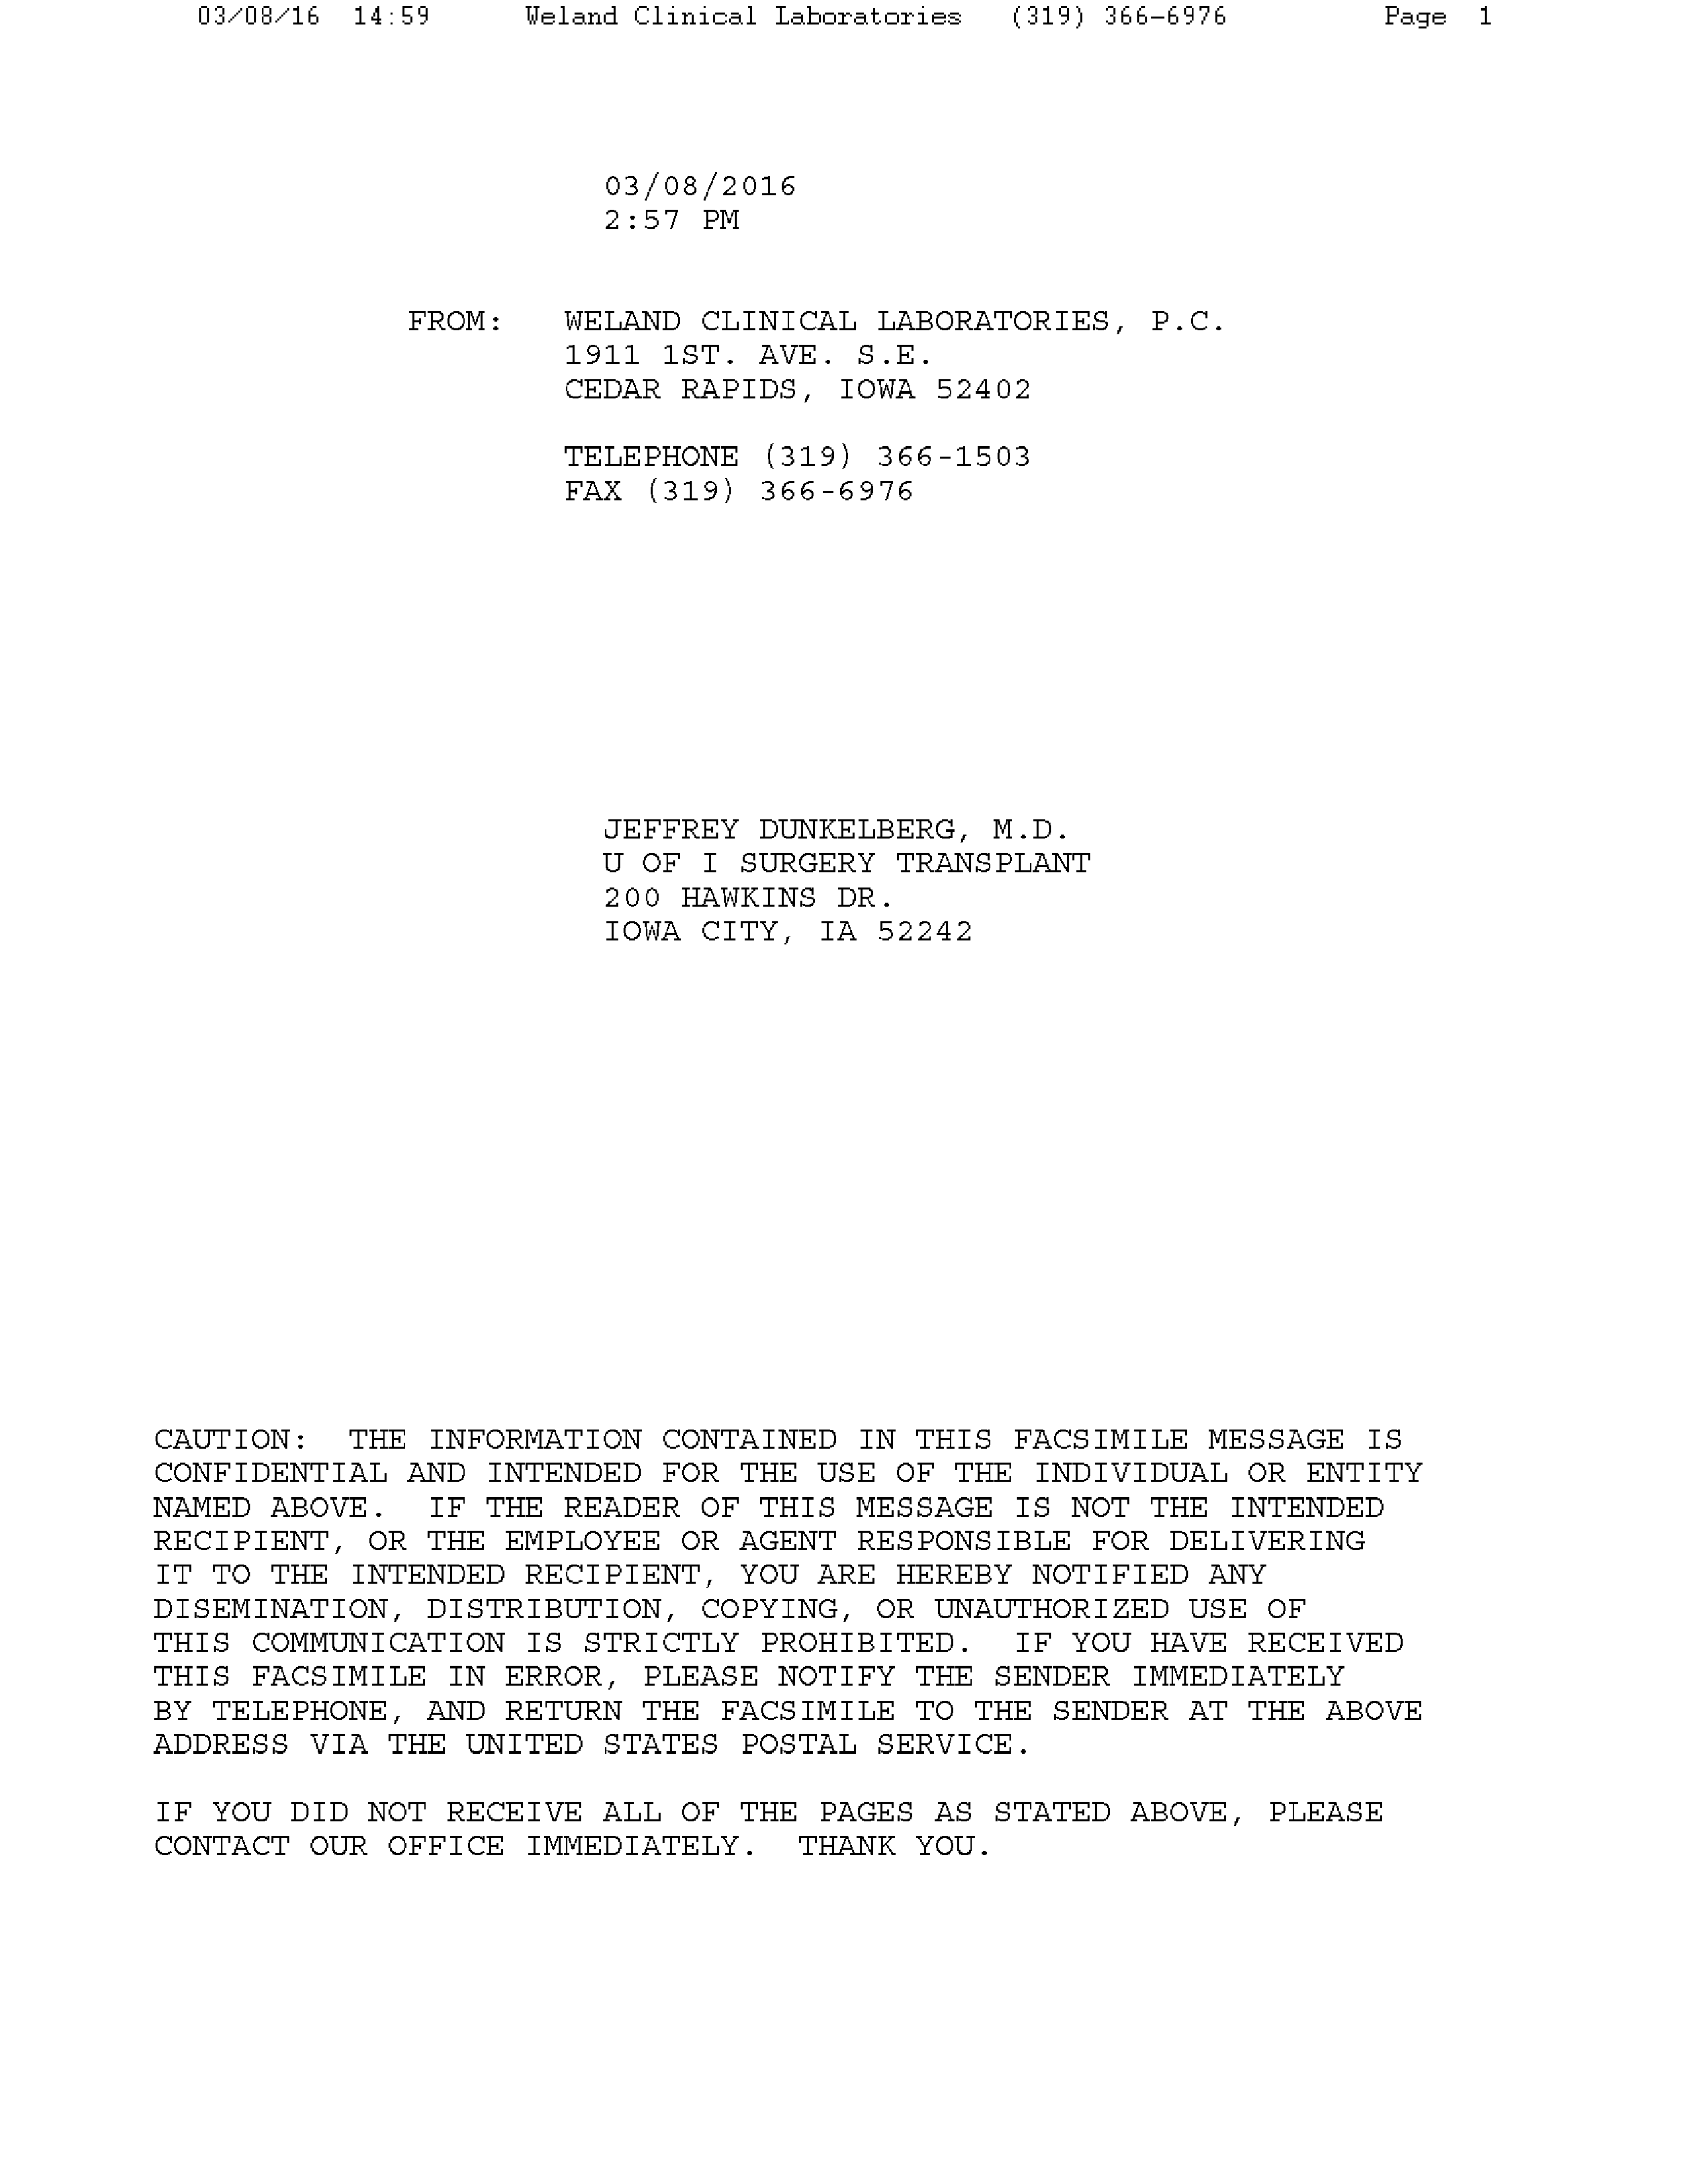 03/08/16 14:59 Weland Clinical Laboratories (319) 366-6976 Page 1
03/08/2016
2:57 PM
FROM: WELAND CLINICAL LABORATORIES, P.C.
1911 1ST. AVE. S.E.
CEDAR RAPIDS, IOWA 52402
TELEPHONE (319) 366-1503
FAX (319) 366-6976
JEFFREY DUNKELBERG, M.D.
U OF I SURGERY TRANSPLANT
200 HAWKINS DR.
IOWA CITY, IA 52242
CAUTION: THE INFORMATION CONTAINED IN THIS FACSIMILE MESSAGE IS
CONFIDENTIAL AND INTENDED FOR THE USE OF THE INDIVIDUAL OR ENTITY
NAMED ABOVE. IF THE READER OF THIS MESSAGE IS NOT THE INTENDED
RECIPIENT, OR THE EMPLOYEE OR AGENT RESPONSIBLE FOR DELIVERING
IT TO THE INTENDED RECIPIENT, YOU ARE HEREBY NOTIFIED ANY
DISEMINATION, DISTRIBUTION, COPYING, OR UNAUTHORIZED USE OF
THIS COMMUNICATION IS STRICTLY PROHIBITED. IF YOU HAVE RECEIVED
THIS FACSIMILE IN ERROR, PLEASE NOTIFY THE SENDER IMMEDIATELY
BY TELEPHONE, AND RETURN THE FACSIMILE TO THE SENDER AT THE ABOVE
ADDRESS VIA THE UNITED STATES POSTAL SERVICE.
IF YOU DID NOT RECEIVE ALL OF THE PAGES AS STATED ABOVE, PLEASE
CONTACT OUR OFFICE IMMEDIATELY. THANK YOU.